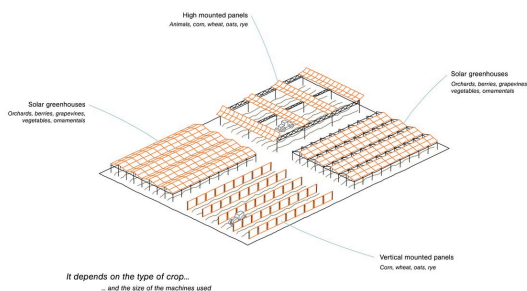 High mounted panels
Animals, corn, wheat, oats, rye
Solar greenhouses
Orchards, berries, grapevines,
vegetables, ornamentals
Solar greenhouses
Orchards, berries, grapevines,
vegetables, ornamentals
Vertical mounted panels
Corn, wheat, oats, rye
It depends on the type of crop...
... and the size of the machines used